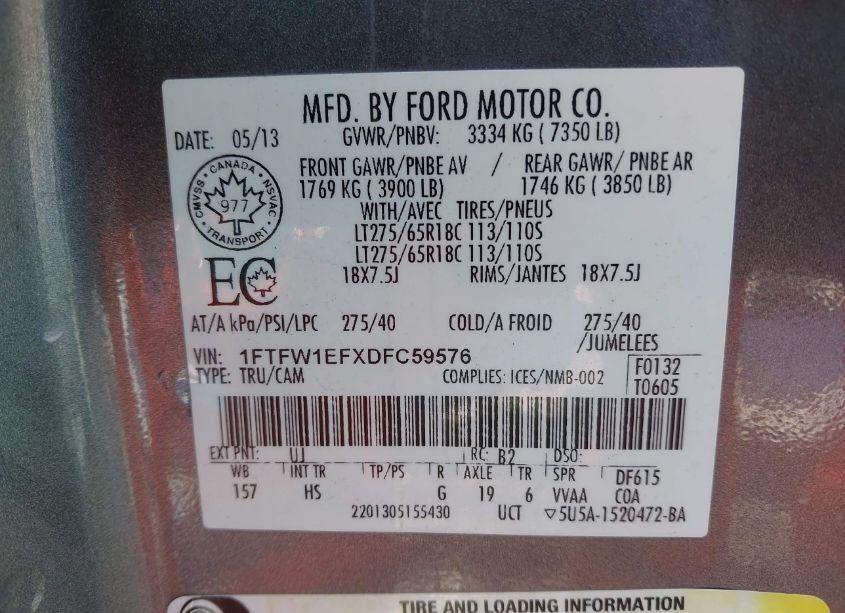 MFD. BY FORD MOTOR CO.
DATE: 05/13 GVWR/PNBV: 3334 KG ( 7350 LB)
FRONT GAWR/PNBE AV / REAR GAWR/ PNBE AR
1769 KG ( 3900 LB) 1746 KG ( 3850 LB)
CANADA
CMVSS 977 NSVAC
TRANSPORT
WITH/AVEC TIRES/PNEUS
LT275/65R18C 113/110S
LT275/65R18C 113/110S
EC
18X7.5J RIMS/JANTES 18X7.5J
AT/A kPa/PSI/LPC 275/40 COLD/A FROID 275/40
/JUMELEES
VIN: 1FTFW1EFXDFC59576
TYPE: TRU/CAM COMPLIES: ICES/NMB-002
F0132
T0605
EXT PNT: UJ RC: B2 DSO:
WB INT TR TP/PS R AXLE TR SPR DF615
157 HS G 19 6 VVAA COA
2201305155430 UCT ▽5U5A-1520472-BA
TIRE AND LOADING INFORMATION